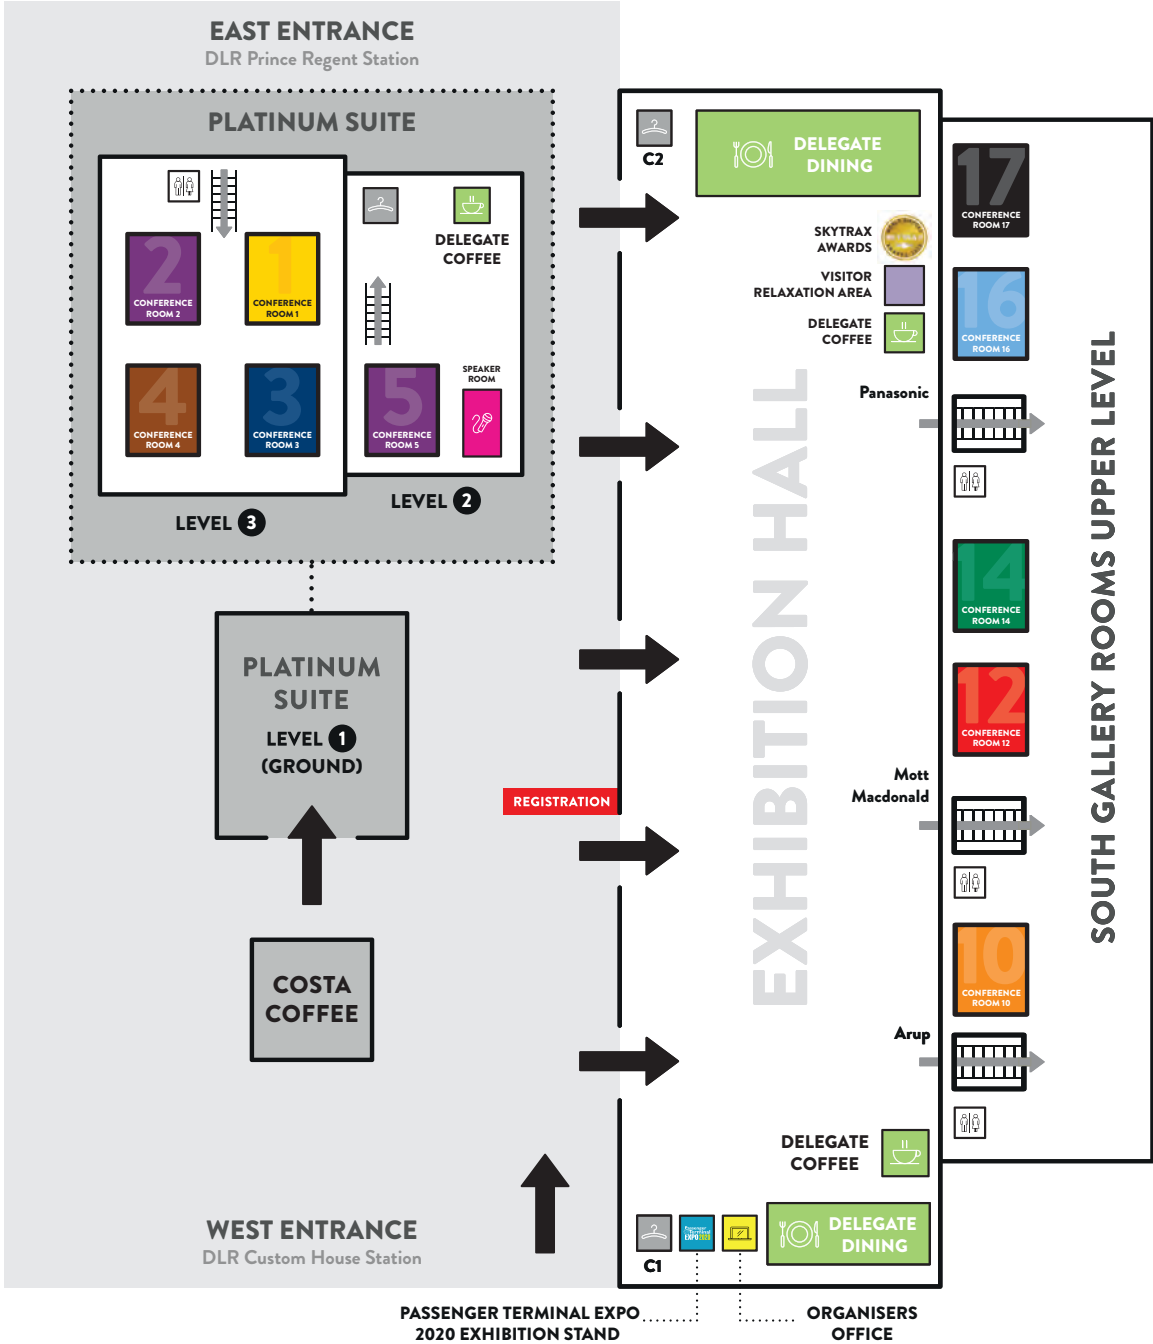 EAST ENTRANCE
DLR Prince Regent Station
PLATINUM SUITE
2
CONFERENCE
ROOM 2
1
CONFERENCE
ROOM 1
4
CONFERENCE
ROOM 4
3
CONFERENCE
ROOM 3
LEVEL 3
DELEGATE
COFFEE
5
CONFERENCE
ROOM 5
SPEAKER
ROOM
LEVEL 2
PLATINUM
SUITE
LEVEL 1
(GROUND)
REGISTRATION
COSTA
COFFEE
WEST ENTRANCE
DLR Custom House Station
C2
DELEGATE
DINING
SKYTRAX
AWARDS
VISITOR
RELAXATION AREA
DELEGATE
COFFEE
Panasonic
EXHIBITION HALL
Mott
Macdonald
Arup
DELEGATE
COFFEE
C1
Passenger
Terminal
EXPO 2020
DELEGATE
DINING
PASSENGER TERMINAL EXPO
2020 EXHIBITION STAND
ORGANISERS
OFFICE
17
CONFERENCE
ROOM 17
16
CONFERENCE
ROOM 16
14
CONFERENCE
ROOM 14
12
CONFERENCE
ROOM 12
10
CONFERENCE
ROOM 10
SOUTH GALLERY ROOMS UPPER LEVEL